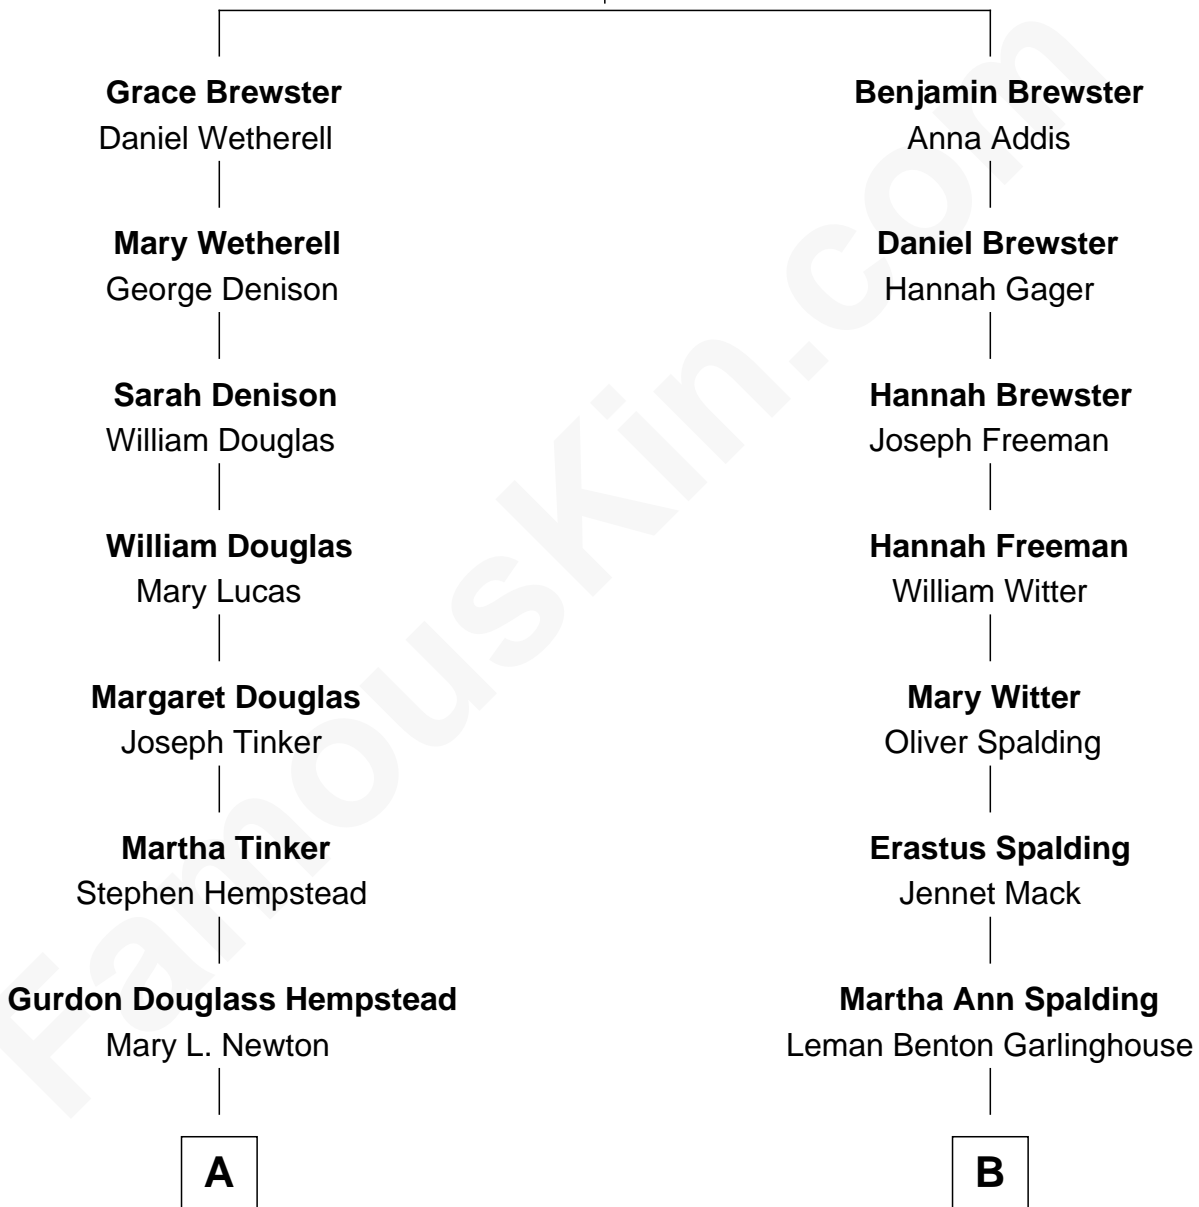 Grace Brewster
Daniel Wetherell
Mary Wetherell
George Denison
Sarah Denison
William Douglas
William Douglas
Mary Lucas
Margaret Douglas
Joseph Tinker
Martha Tinker
Stephen Hempstead
Gurdon Douglass Hempstead
Mary L. Newton
A
Benjamin Brewster
Anna Addis
Daniel Brewster
Hannah Gager
Hannah Brewster
Joseph Freeman
Hannah Freeman
William Witter
Mary Witter
Oliver Spalding
Erastus Spalding
Jennet Mack
Martha Ann Spalding
Leman Benton Garlinghouse
B
FamousKin.com